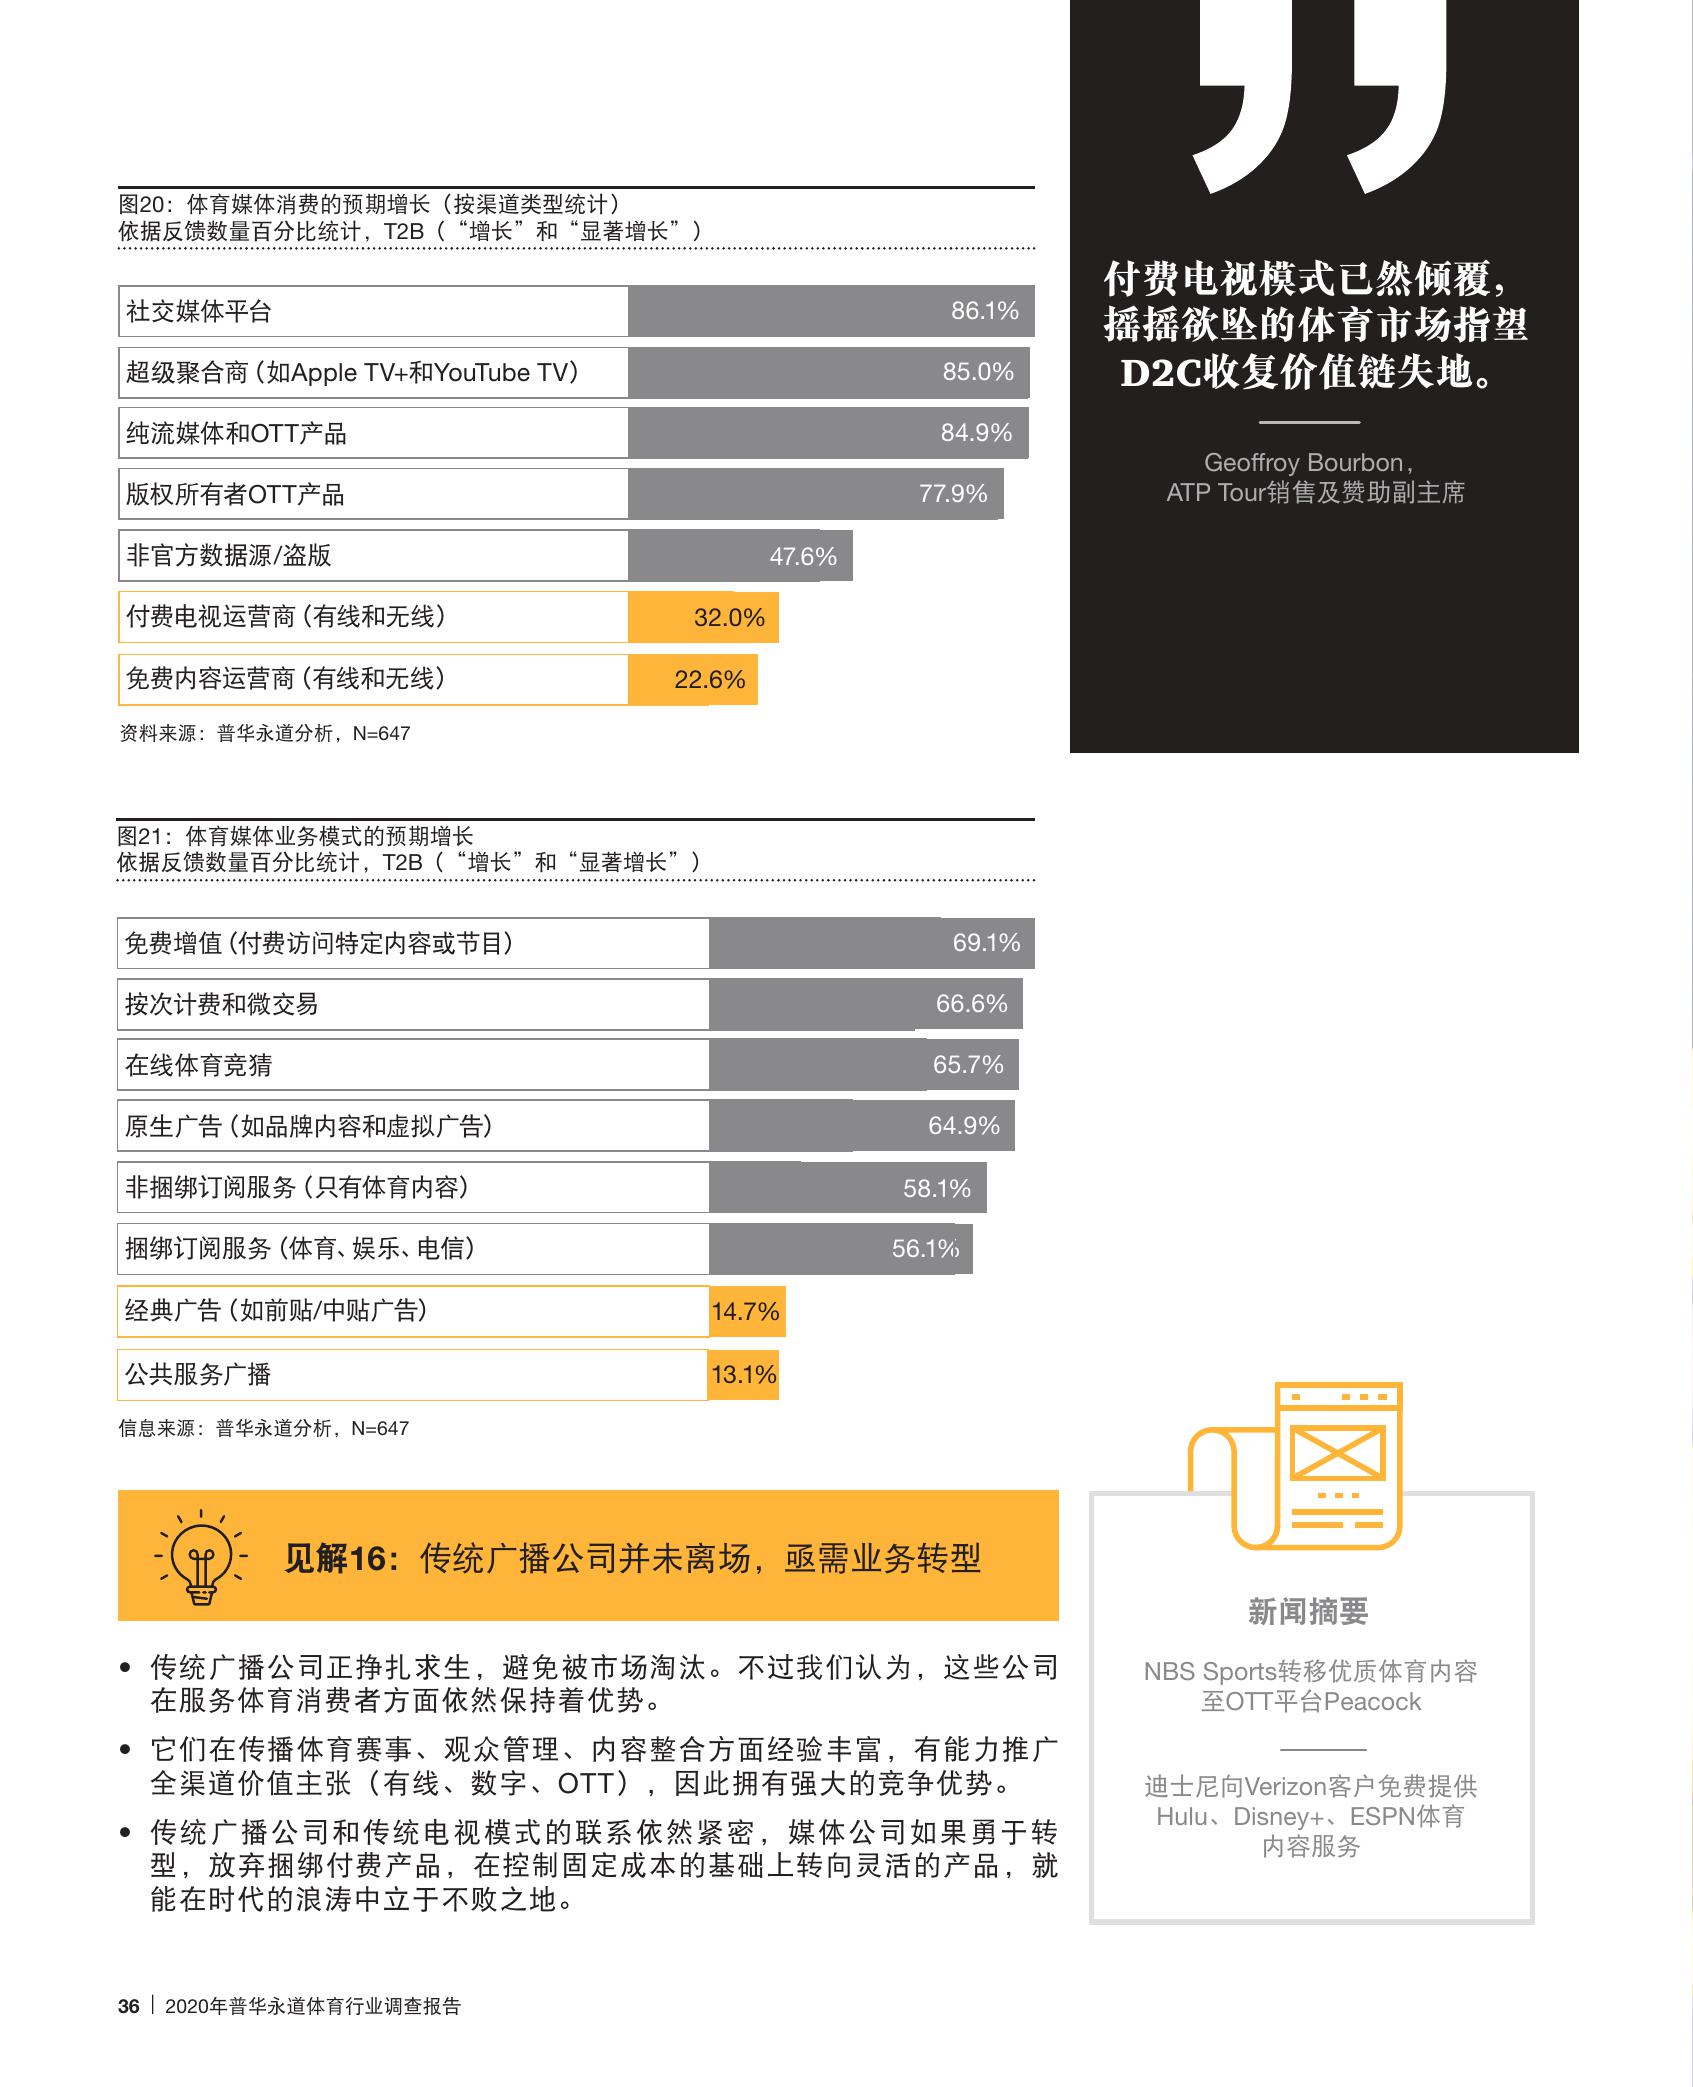 付费电视模式已然倾覆，
摇摇欲坠的体育市场指望
D2C收复价值链失地。
Geoffroy Bourbon，
ATP Tour销售及赞助副主席
图20：体育媒体消费的预期增长（按渠道类型统计）
依据反馈数量百分比统计，T2B（“增长”和“显著增长”）
社交媒体平台 86.1%
超级聚合商（如Apple TV+和YouTube TV） 85.0%
纯流媒体和OTT产品 84.9%
版权所有者OTT产品 77.9%
非官方数据源/盗版 47.6%
付费电视运营商（有线和无线） 32.0%
免费内容运营商（有线和无线） 22.6%
资料来源：普华永道分析，N=647
图21：体育媒体业务模式的预期增长
依据反馈数量百分比统计，T2B（“增长”和“显著增长”）
免费增值（付费访问特定内容或节目） 69.1%
按次计费和微交易 66.6%
在线体育竞猜 65.7%
原生广告（如品牌内容和虚拟广告） 64.9%
非捆绑订阅服务（只有体育内容） 58.1%
捆绑订阅服务（体育、娱乐、电信） 56.1%
经典广告（如前贴/中贴广告） 14.7%
公共服务广播 13.1%
信息来源：普华永道分析，N=647
见解16：传统广播公司并未离场，亟需业务转型
• 传统广播公司正挣扎求生，避免被市场淘汰。不过我们认为，这些公司
在服务体育消费者方面依然保持着优势。
• 它们在传播体育赛事、观众管理、内容整合方面经验丰富，有能力推广
全渠道价值主张（有线、数字、OTT），因此拥有强大的竞争优势。
• 传统广播公司和传统电视模式的联系依然紧密，媒体公司如果勇于转
型，放弃捆绑付费产品，在控制固定成本的基础上转向灵活的产品，就
能在时代的浪涛中立于不败之地。
新闻摘要
NBS Sports转移优质体育内容
至OTT平台Peacock
迪士尼向Verizon客户免费提供
Hulu、Disney+、ESPN体育
内容服务
36 | 2020年普华永道体育行业调查报告